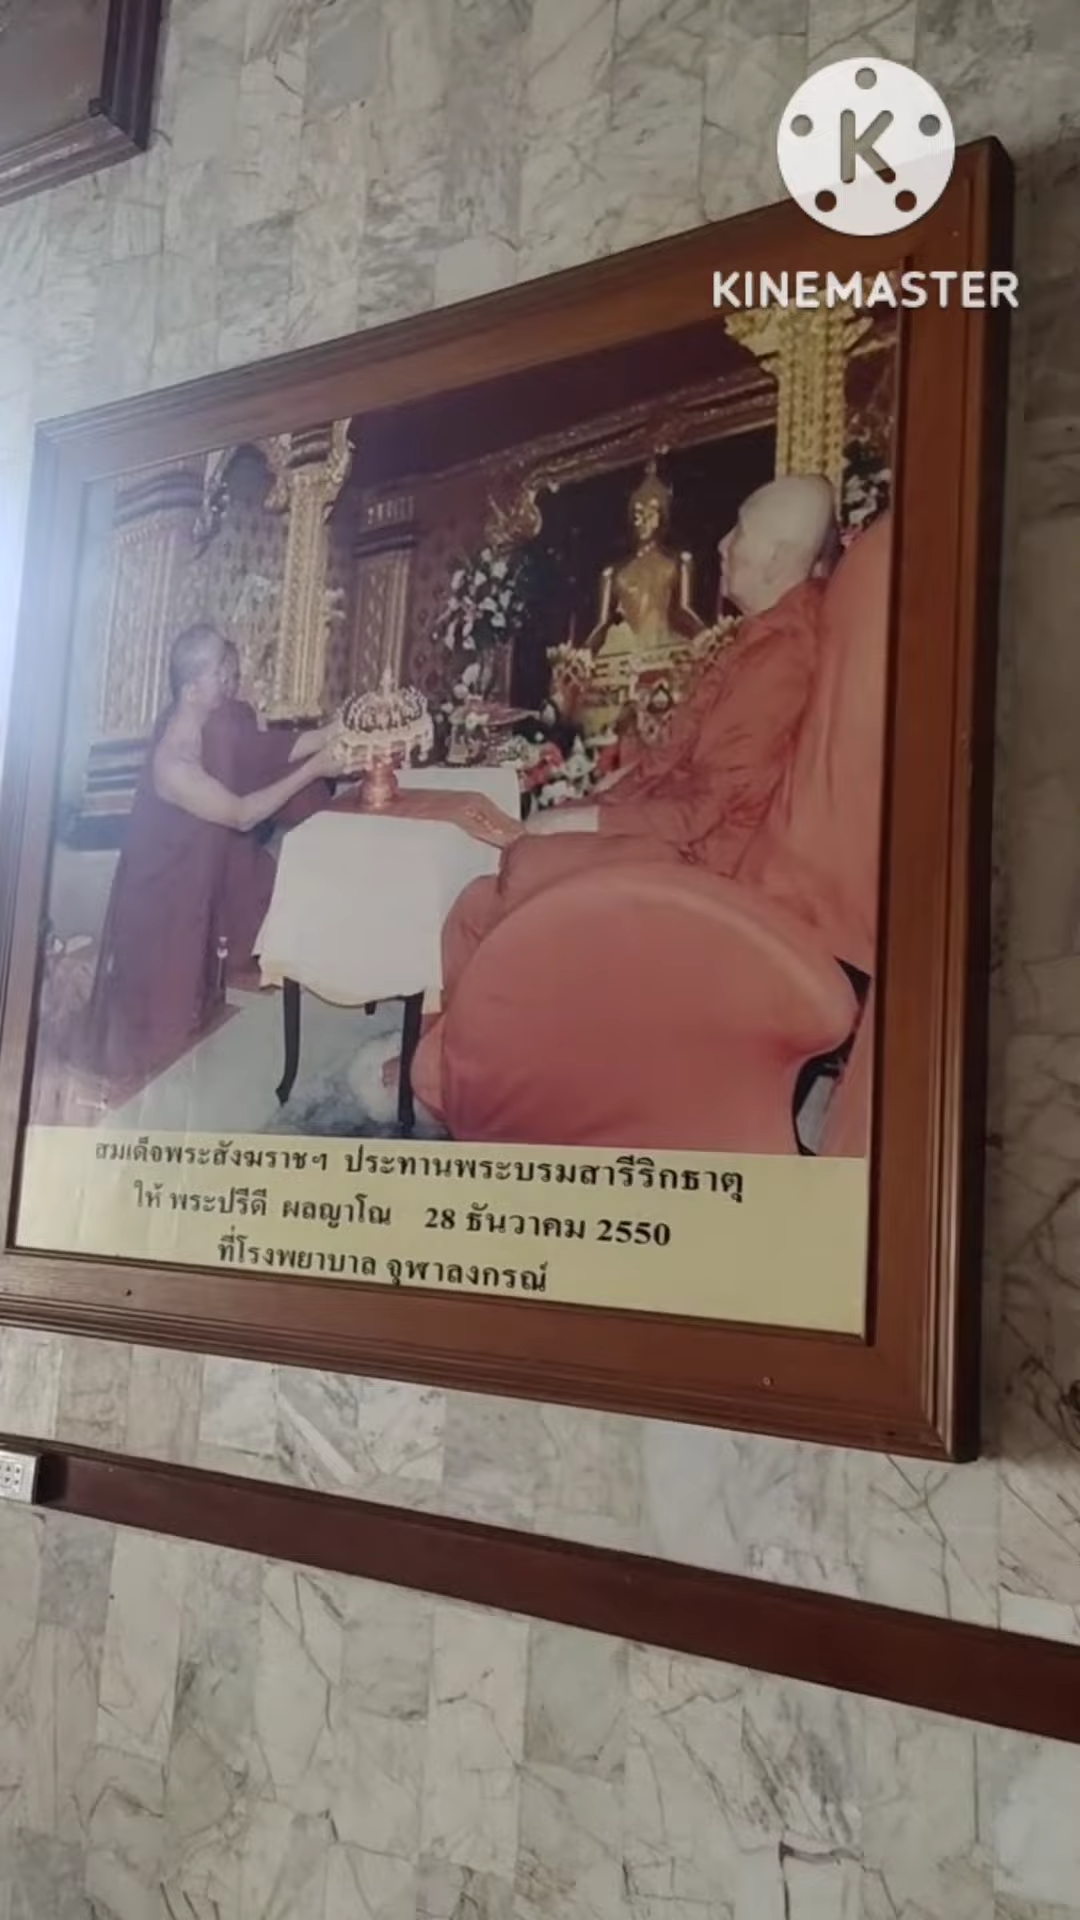 KINEMASTER
สมเด็จพระสังฆราชฯ ประทานพระบรมสารีริกธาตุ
ให้ พระปรีดี ผลญาโณ 28 ธันวาคม 2550
ที่โรงพยาบาล จุฬาลงกรณ์